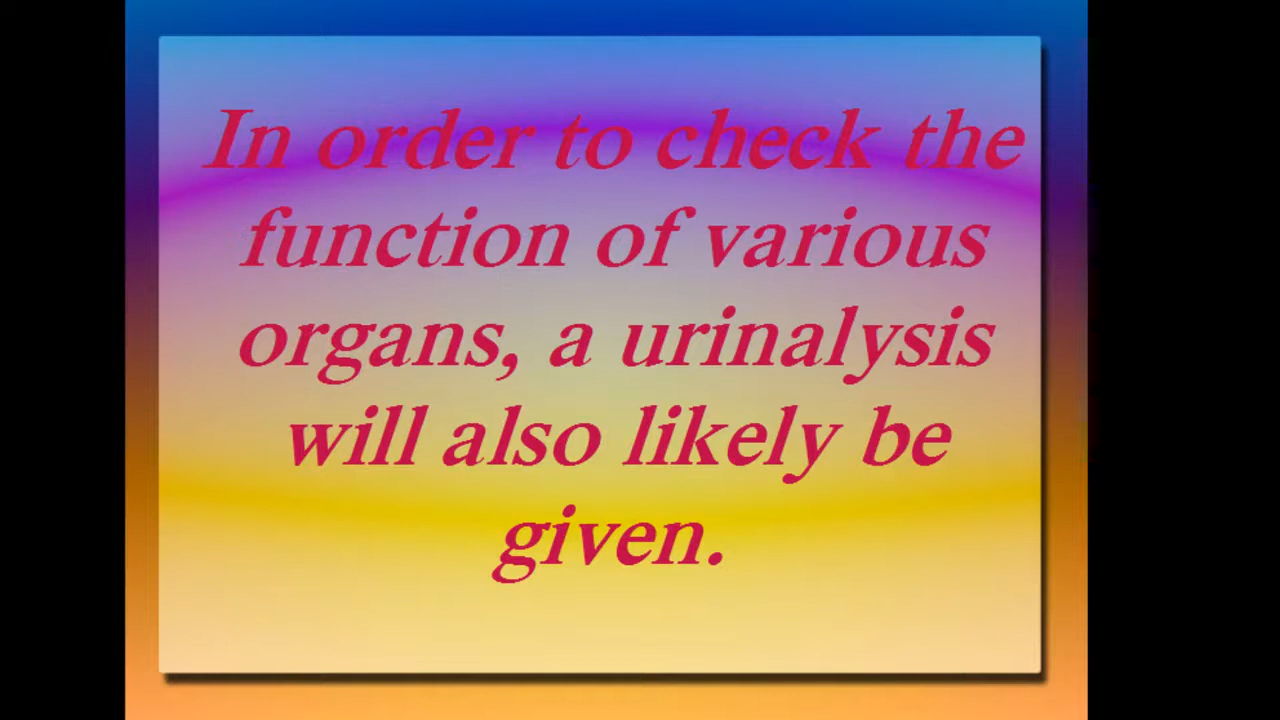 In order to check the
function of various
organs, a urinalysis
will also likely be
given.